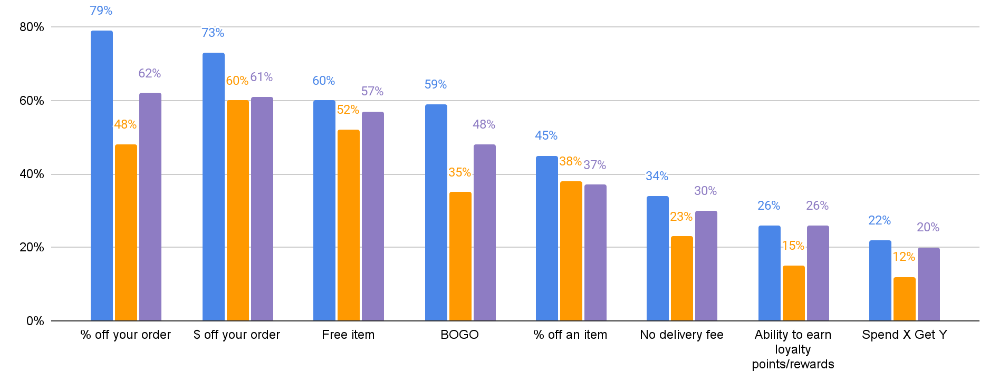 79%
80%
73%
62%
60%
61%
60%
57%
59%
60%
52%
48%
48%
45%
38%
37%
35%
40%
34%
30%
26%
26%
23%
22%
20%
20%
15%
12%
0%
% off your order
$ off your order
Free item
BOGO
% off an item
No delivery fee
Ability to earn
loyalty
points/rewards
Spend X Get Y